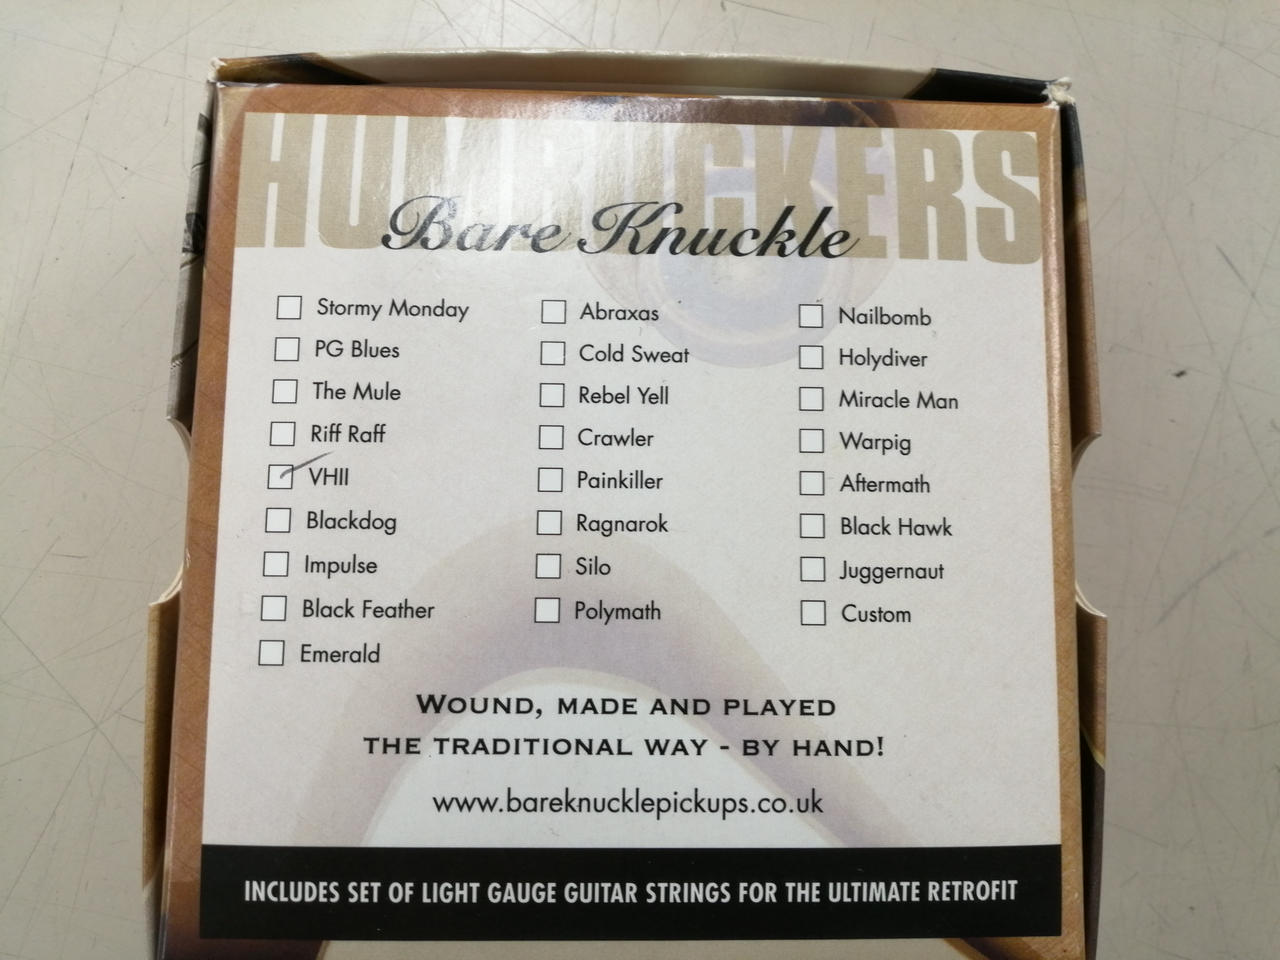 HUMBUCKERS
Bare Knuckle
Stormy Monday
PG Blues
The Mule
Riff Raff
VHII
Blackdog
Impulse
Black Feather
Emerald
Abraxas
Cold Sweat
Rebel Yell
Crawler
Painkiller
Ragnarok
Silo
Polymath
Nailbomb
Holydiver
Miracle Man
Warpig
Aftermath
Black Hawk
Juggernaut
Custom
WOUND, MADE AND PLAYED
THE TRADITIONAL WAY - BY HAND!
www.bareknucklepickups.co.uk
INCLUDES SET OF LIGHT GAUGE GUITAR STRINGS FOR THE ULTIMATE RETROFIT